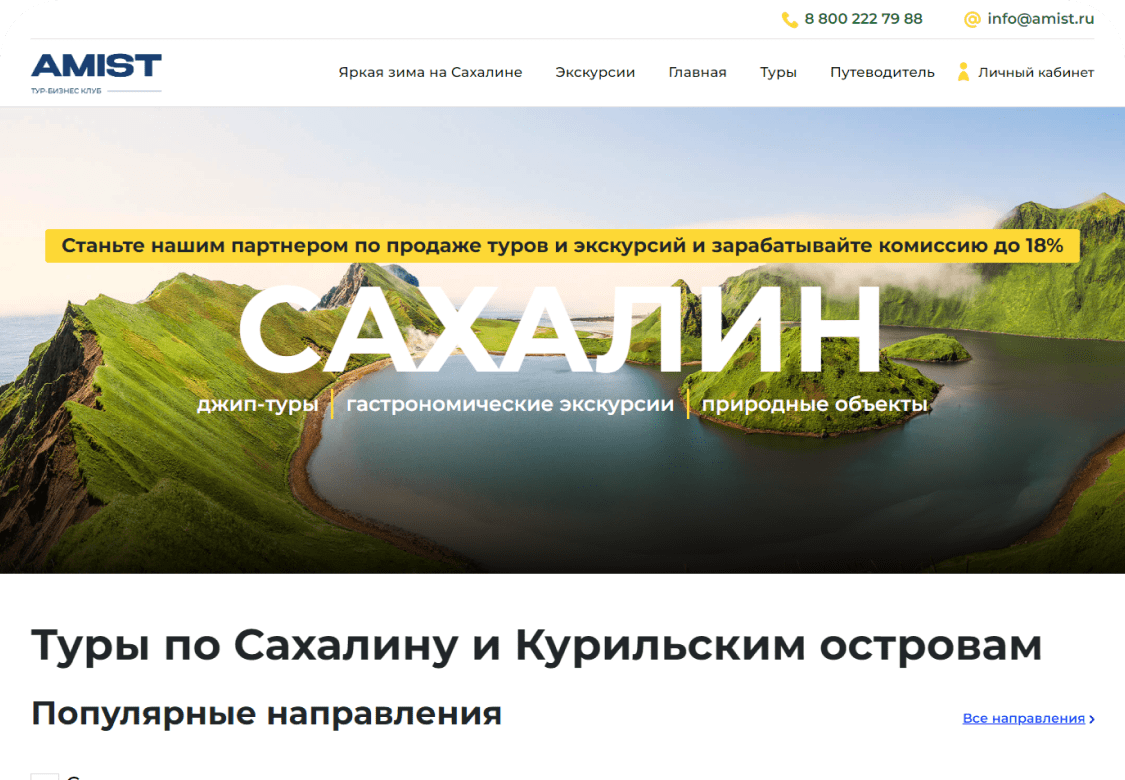 8 800 222 79 88
info@amist.ru
AMIST
ТУР-БИЗНЕС КЛУБ
Яркая зима на Сахалине
Экскурсии
Главная
Туры
Путеводитель
Личный кабинет
Станьте нашим партнером по продаже туров и экскурсий и зарабатывайте комиссию до 18%
САХАЛИН
джип-туры | гастрономические экскурсии | природные объекты
Туры по Сахалину и Курильским островам
Популярные направления
Все направления